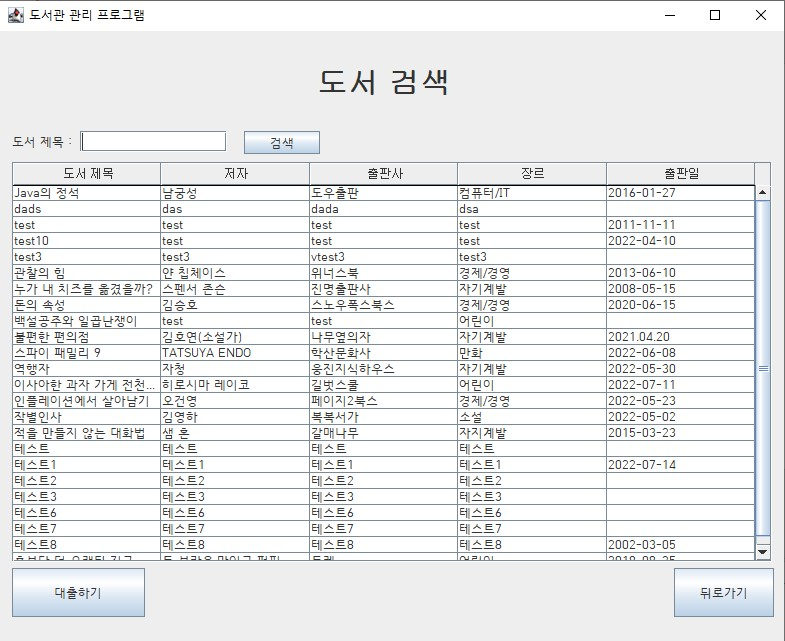 도서관 관리 프로그램
도서 검색
도서 제목 : 검색
도서 제목 저자 출판사 장르 출판일
Java의 정석 남궁성 도우출판 컴퓨터/IT 2016-01-27
dads das dada dsa
test test test test 2011-11-11
test10 test test test 2022-04-10
test3 test3 vtest3 test3
관찰의 힘 얀 칩체이스 위너스북 경제/경영 2013-06-10
누가 내 치즈를 옮겼을까? 스펜서 존슨 진명출판사 자기계발 2008-05-15
돈의 속성 김승호 스노우폭스북스 경제/경영 2020-06-15
백설공주와 일곱난쟁이 test test 어린이
불편한 편의점 김호연(소설가) 나무옆의자 자기계발 2021.04.20
스파이 패밀리 9 TATSUYA ENDO 학산문화사 만화 2022-06-08
역행자 자청 웅진지식하우스 자기계발 2022-05-30
이사아한 과자 가게 전천... 히로시마 레이코 길벗스쿨 어린이 2022-07-11
인플레이션에서 살아남기 오건영 페이지2북스 경제/경영 2022-05-23
작별인사 김영하 복복서가 소설 2022-05-02
적을 만들지 않는 대화법 샘 혼 갈매나무 자지계발 2015-03-23
테스트 테스트 테스트 테스트
테스트1 테스트1 테스트1 테스트1 2022-07-14
테스트2 테스트2 테스트2 테스트2
테스트3 테스트3 테스트3 테스트3
테스트6 테스트6 테스트6 테스트6
테스트7 테스트7 테스트7 테스트7
테스트8 테스트8 테스트8 테스트8 2002-03-05
대출하기 뒤로가기